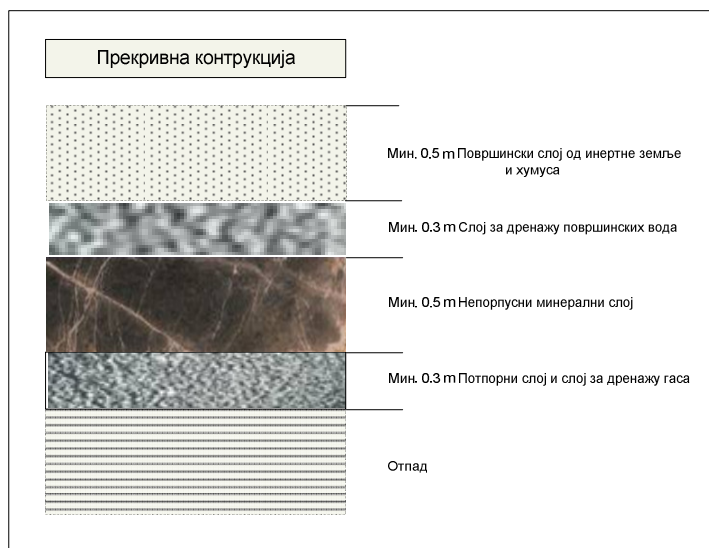 Прекривна контрукција
Мин. 0.5 m Површински слој од инертне земље
и хумуса
Мин. 0.3 m Слој за дренажу површинских вода
Мин. 0.5 m Непорпусни минерални слој
Мин. 0.3 m Потпорни слој и слој за дренажу гаса
Отпад